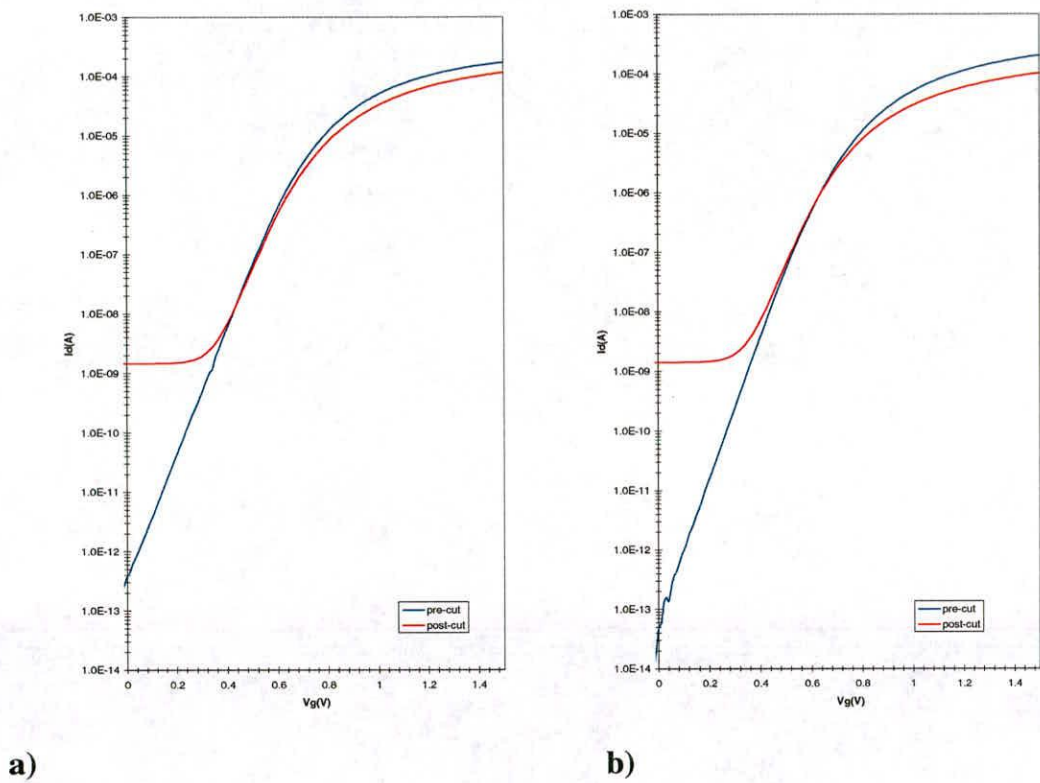 1.0E-03
1.0E-04
1.0E-05
1.0E-06
1.0E-07
1.0E-08
1.0E-09
1.0E-10
1.0E-11
1.0E-12
1.0E-13
1.0E-14
Id(A)
0 0.2 0.4 0.6 0.8 1 1.2 1.4
Vg(V)
pre-cut
post-cut
a)
1.0E-03
1.0E-04
1.0E-05
1.0E-06
1.0E-07
1.0E-08
1.0E-09
1.0E-10
1.0E-11
1.0E-12
1.0E-13
1.0E-14
Id(A)
0 0.2 0.4 0.6 0.8 1 1.2 1.4
Vg(V)
pre-cut
post-cut
b)